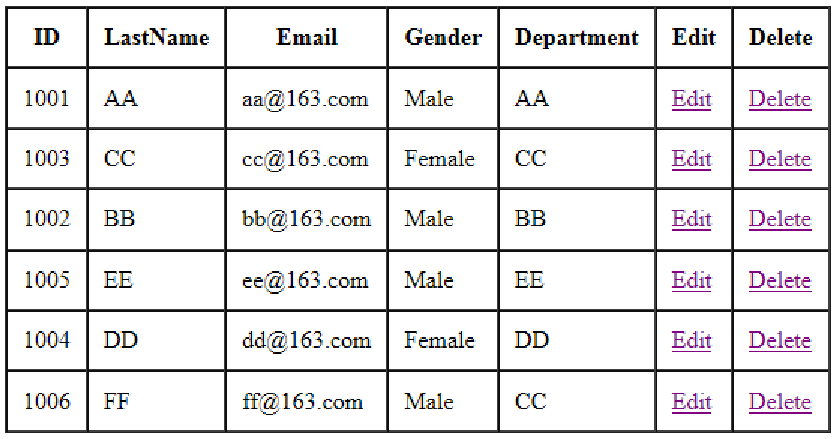 ID LastName Email Gender Department Edit Delete
1001 AA aa@163.com Male AA Edit Delete
1003 CC cc@163.com Female CC Edit Delete
1002 BB bb@163.com Male BB Edit Delete
1005 EE ee@163.com Male EE Edit Delete
1004 DD dd@163.com Female DD Edit Delete
1006 FF ff@163.com Male CC Edit Delete